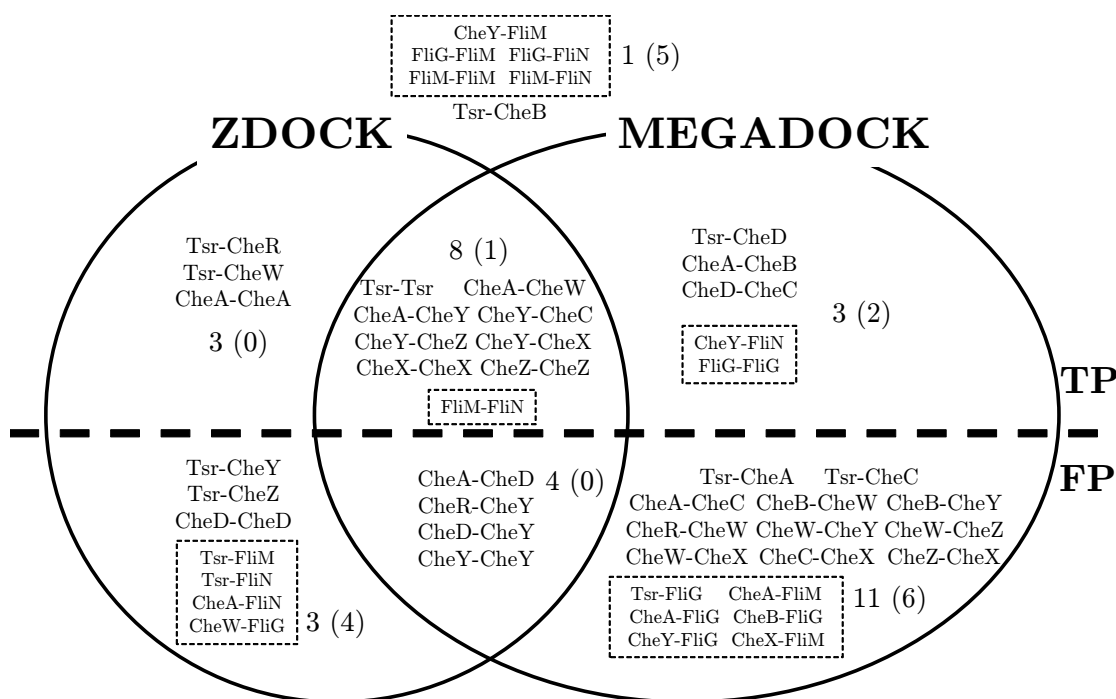 CheY-FliM
FliG-FliM FliG-FliN
FliM-FliM FliM-FliN
1 (5)
Tsr-CheB
ZDOCK
MEGADOCK
Tsr-CheR
Tsr-CheW
CheA-CheA
3 (0)
8 (1)
Tsr-Tsr CheA-CheW
CheA-CheY CheY-CheC
CheY-CheZ CheY-CheX
CheX-CheX CheZ-CheZ
FliM-FliN
Tsr-CheD
CheA-CheB
CheD-CheC
3 (2)
CheY-FliN
FliG-FliG
TP
FP
Tsr-CheY
Tsr-CheZ
CheD-CheD
Tsr-FliM
Tsr-FliN
CheA-FliN
CheW-FliG
3 (4)
CheA-CheD
CheR-CheY
CheD-CheY
CheY-CheY
4 (0)
Tsr-CheA Tsr-CheC
CheA-CheC CheB-CheW CheB-CheY
CheR-CheW CheW-CheY CheW-CheZ
CheW-CheX CheC-CheX CheZ-CheX
Tsr-FliG CheA-FliM
CheA-FliG CheB-FliG
CheY-FliG CheX-FliM
11 (6)